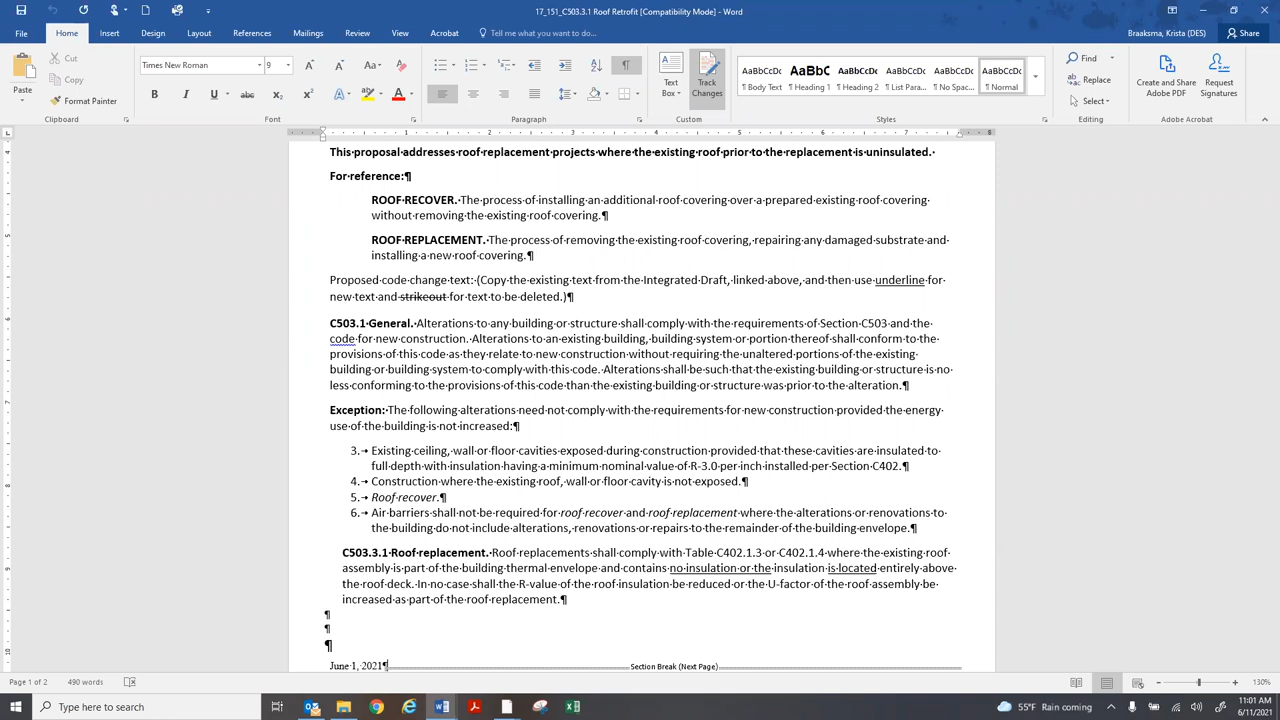 17_151_C503.3.1 Roof Retrofit [Compatibility Mode] - Word
File Home Insert Design Layout References Mailings Review View Acrobat Tell me what you want to do... Braaksma, Krista (DES) Share
Cut
Copy
Format Painter
Paste
Times New Roman 9
Text Box
Track Changes
AaBbCcDc AaBbC AaBbCcDc AaBbCcDc AaBbCcDc AaBbCcDc
¶ Body Text ¶ Heading 1 ¶ Heading 2 ¶ List Para... ¶ No Spac... ¶ Normal
Find
Replace
Select
Create and Share Adobe PDF
Request Signatures
Clipboard Font Paragraph Custom Styles Editing Adobe Acrobat
This proposal addresses roof replacement projects where the existing roof prior to the replacement is uninsulated.
For reference:¶
ROOF RECOVER. The process of installing an additional roof covering over a prepared existing roof covering
without removing the existing roof covering.¶
ROOF REPLACEMENT. The process of removing the existing roof covering, repairing any damaged substrate and
installing a new roof covering.¶
Proposed code change text: (Copy the existing text from the Integrated Draft, linked above, and then use underline for
new text and strikeout for text to be deleted.)¶
C503.1 General. Alterations to any building or structure shall comply with the requirements of Section C503 and the
code for new construction. Alterations to an existing building, building system or portion thereof shall conform to the
provisions of this code as they relate to new construction without requiring the unaltered portions of the existing
building or building system to comply with this code. Alterations shall be such that the existing building or structure is no
less conforming to the provisions of this code than the existing building or structure was prior to the alteration.¶
Exception: The following alterations need not comply with the requirements for new construction provided the energy
use of the building is not increased:¶
3. Existing ceiling, wall or floor cavities exposed during construction provided that these cavities are insulated to
full depth with insulation having a minimum nominal value of R-3.0 per inch installed per Section C402.¶
4. Construction where the existing roof, wall or floor cavity is not exposed.¶
5. Roof recover.¶
6. Air barriers shall not be required for roof recover and roof replacement where the alterations or renovations to
the building do not include alterations, renovations or repairs to the remainder of the building envelope.¶
C503.3.1 Roof replacement. Roof replacements shall comply with Table C402.1.3 or C402.1.4 where the existing roof
assembly is part of the building thermal envelope and contains no insulation or the insulation is located entirely above
the roof deck. In no case shall the R-value of the roof insulation be reduced or the U-factor of the roof assembly be
increased as part of the roof replacement.¶
¶
¶
¶
June 1, 2021¶ Section Break (Next Page)
Page 1 of 2 490 words 130%
Type here to search 55°F Rain coming 11:01 AM
6/11/2021